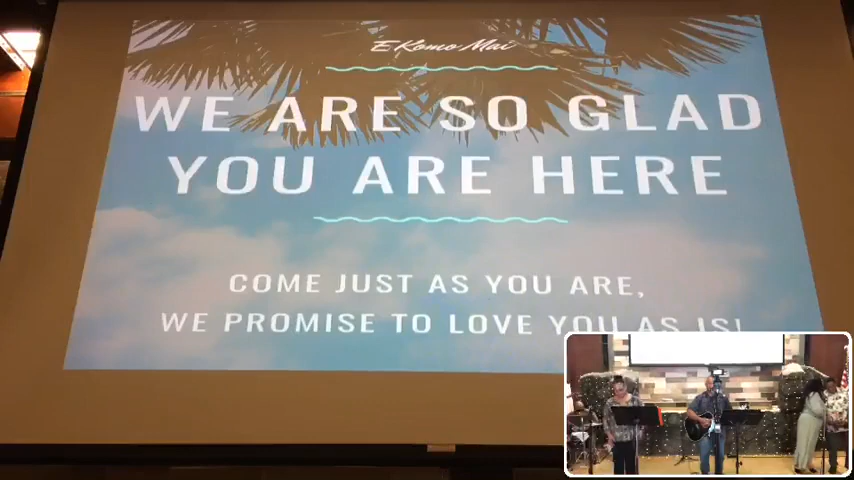 E Komo Mai
WE ARE SO GLAD
YOU ARE HERE
COME JUST AS YOU ARE,
WE PROMISE TO LOVE YOU AS IS!